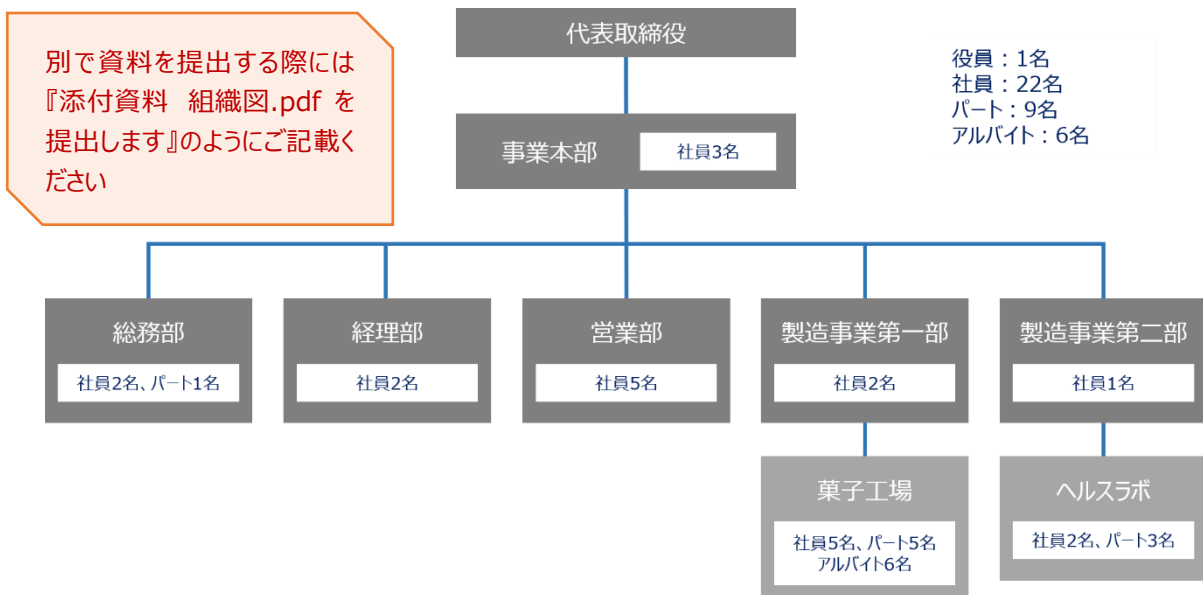 別で資料を提出する際には
『添付資料 組織図.pdf を
提出します』のようにご記載く
ださい
代表取締役
役員：1名
社員：22名
パート：9名
アルバイト：6名
事業本部
社員3名
総務部
社員2名、パート1名
経理部
社員2名
営業部
社員5名
製造事業第一部
社員2名
製造事業第二部
社員1名
菓子工場
社員5名、パート5名
アルバイト6名
ヘルスラボ
社員2名、パート3名